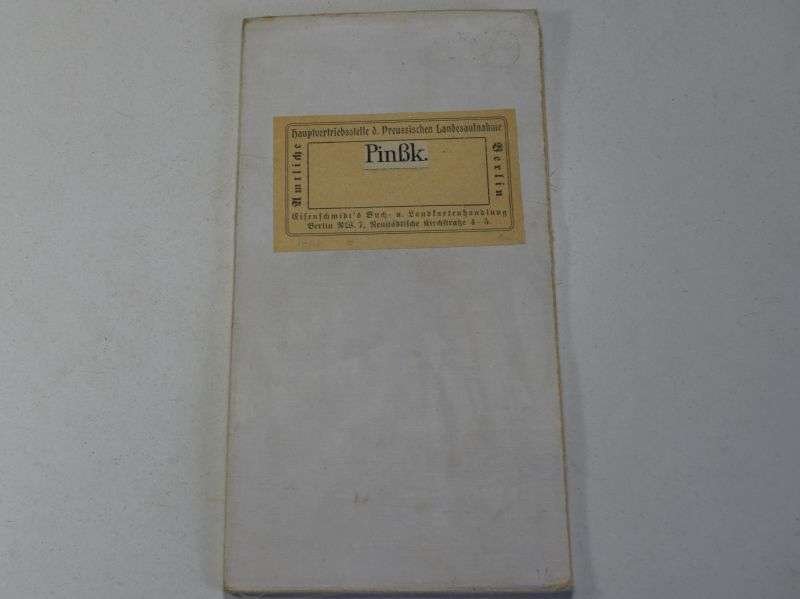 Amtliche
Hauptvertriebsstelle d. Preussischen Landesaufnahme
Berlin
Pinßk.
Eisenschmidt's Buch- u. Landkartenhandlung
Berlin NW. 7, Neustädtische Kirchstraße 4-5.